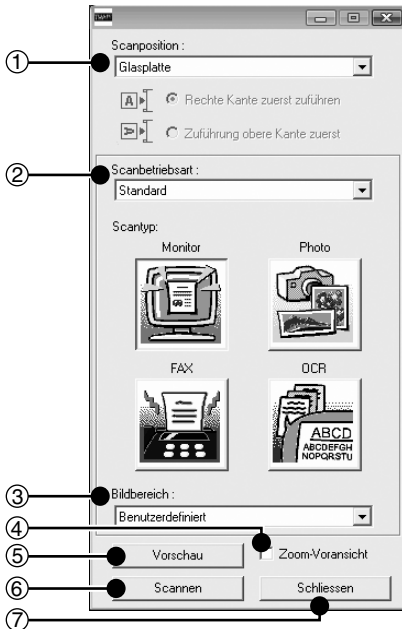 TWAIN
Scanposition :
① Glasplatte
A Rechte Kante zuerst zuführen
A Zuführung obere Kante zuerst
② Scanbetriebsart :
Standard
Scantyp:
Monitor Photo
FAX OCR
ABCD
ABCDEFGH
NOPQRSTU
③ Bildbereich :
Benutzerdefiniert
④
⑤ Vorschau Zoom-Voransicht
⑥ Scannen Schliessen
⑦